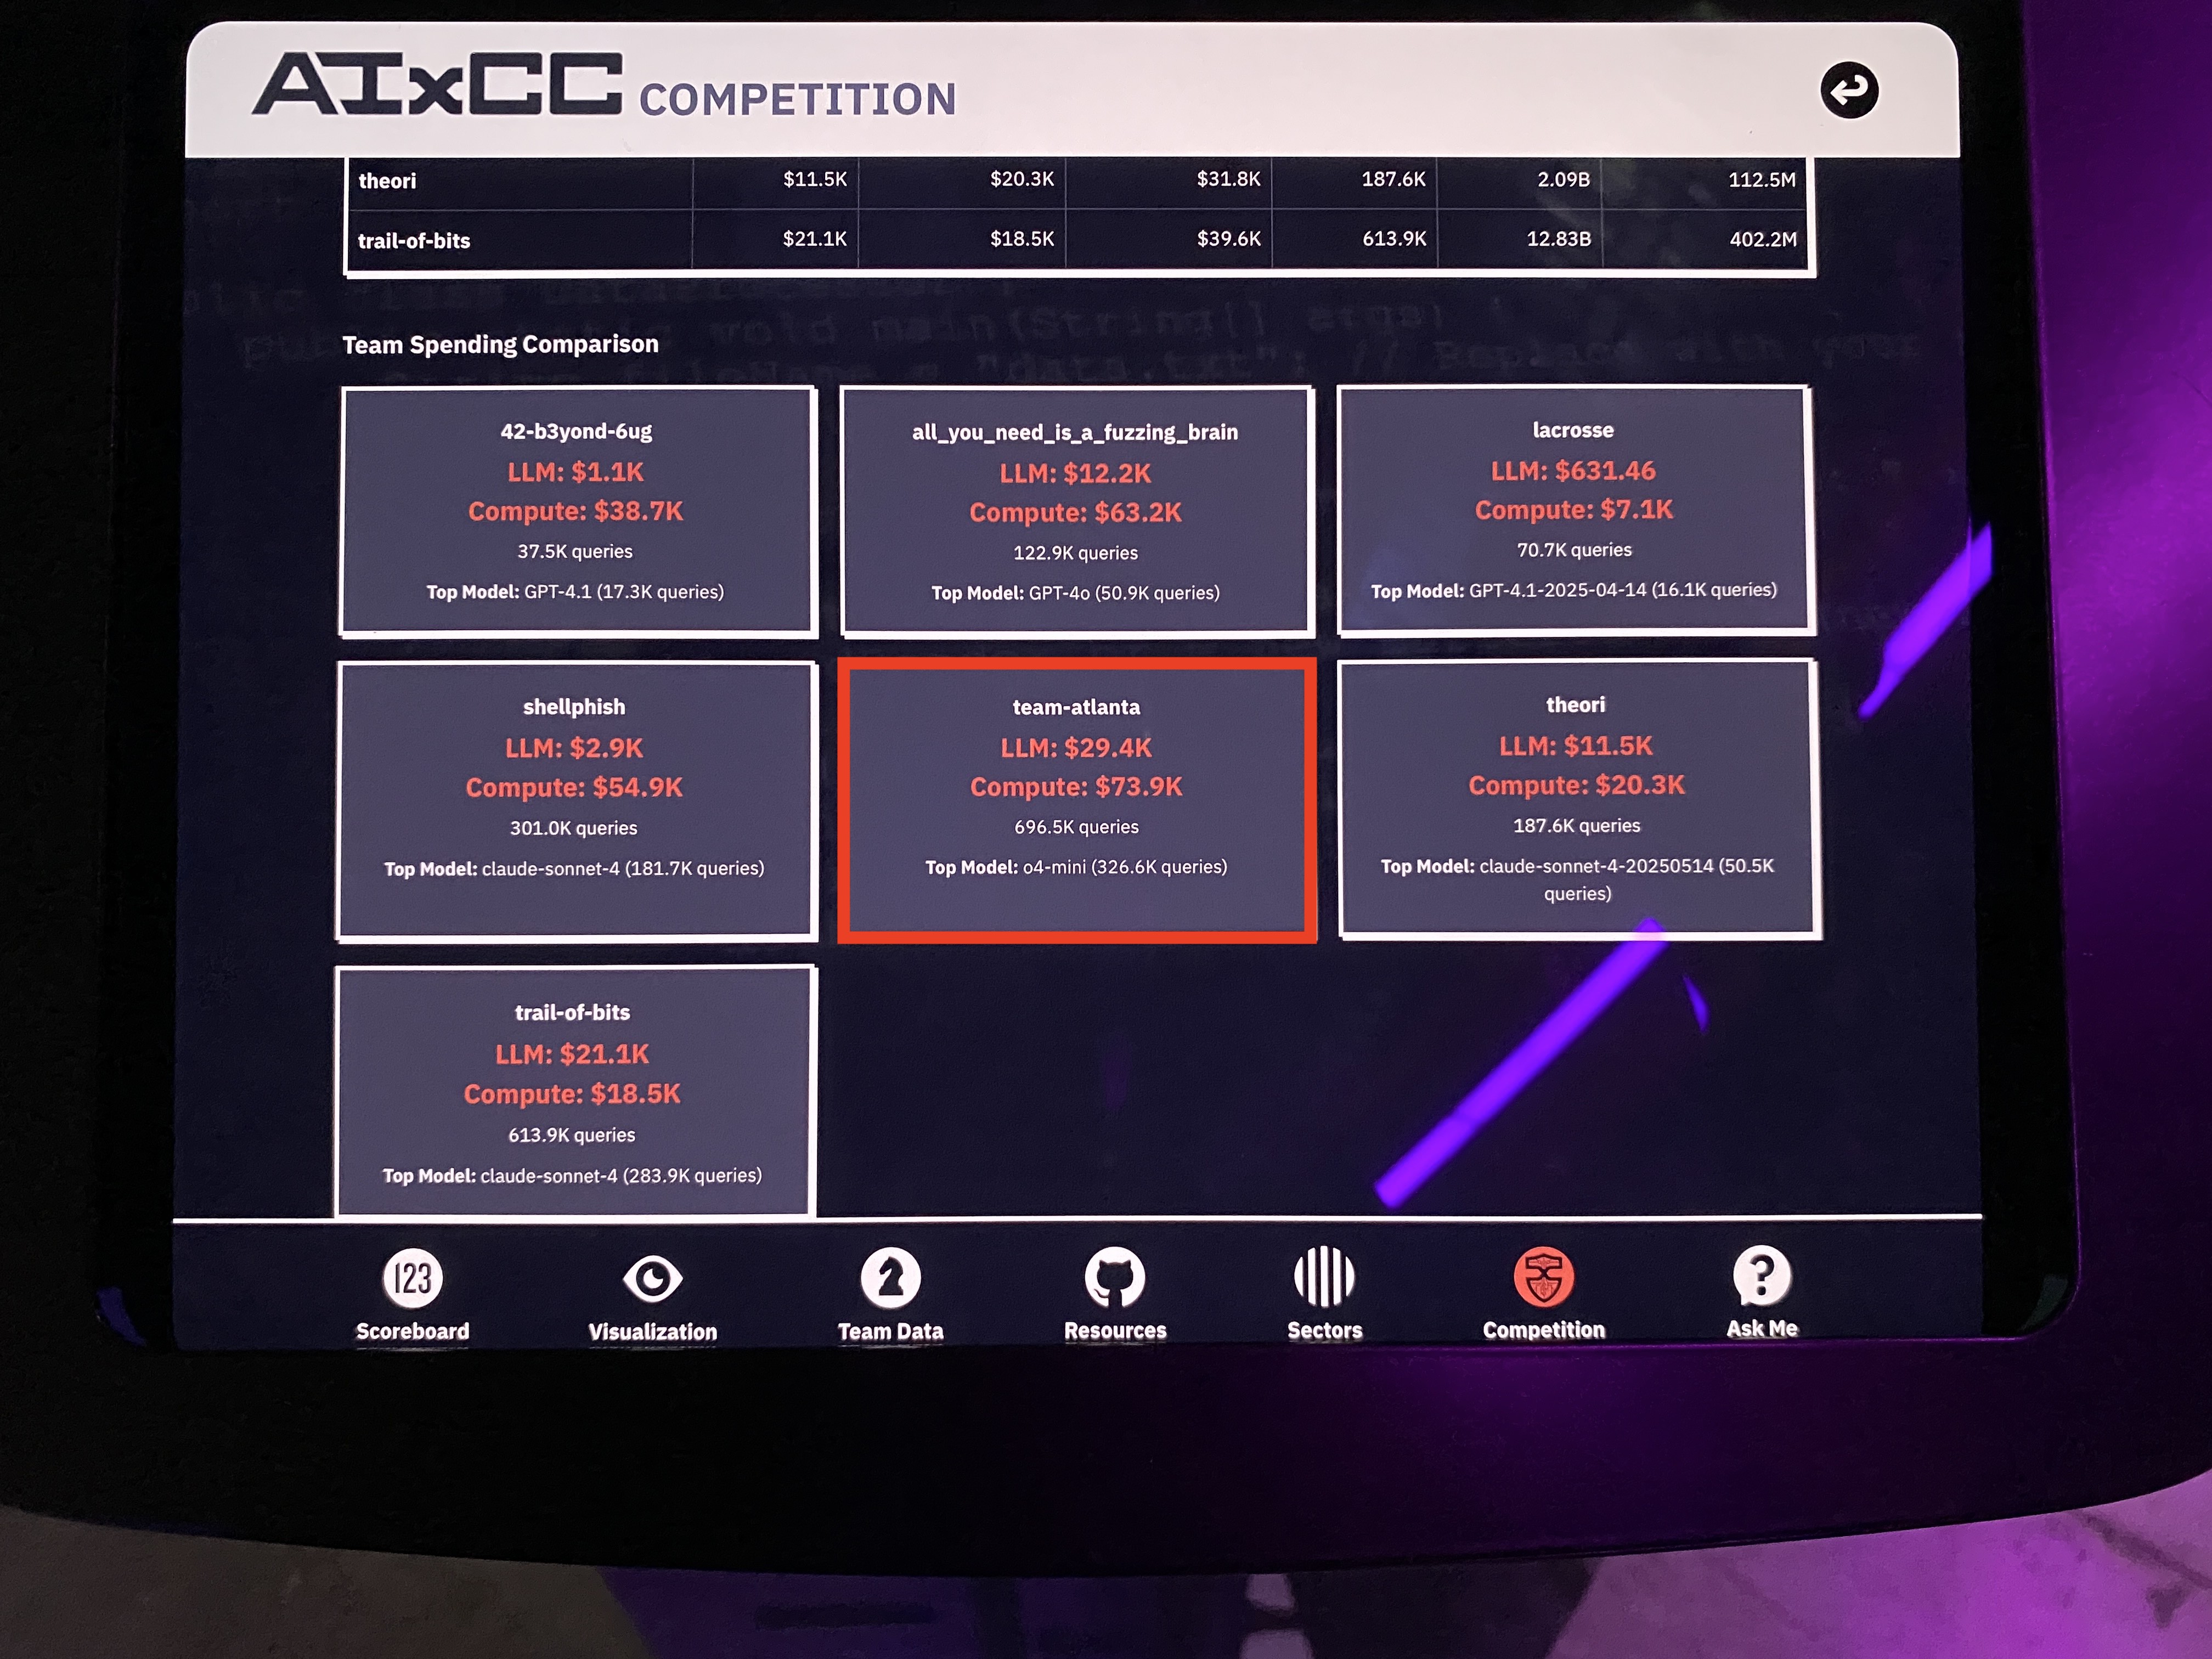 AIxCC COMPETITION
theori $11.5K $20.3K $31.8K 187.6K 2.09B 112.5M
trail-of-bits $21.1K $18.5K $39.6K 613.9K 12.83B 402.2M
Team Spending Comparison
42-b3yond-6ug
LLM: $1.1K
Compute: $38.7K
37.5K queries
Top Model: GPT-4.1 (17.3K queries)
all_you_need_is_a_fuzzing_brain
LLM: $12.2K
Compute: $63.2K
122.9K queries
Top Model: GPT-4o (50.9K queries)
lacrosse
LLM: $631.46
Compute: $7.1K
70.7K queries
Top Model: GPT-4.1-2025-04-14 (16.1K queries)
shellphish
LLM: $2.9K
Compute: $54.9K
301.0K queries
Top Model: claude-sonnet-4 (181.7K queries)
team-atlanta
LLM: $29.4K
Compute: $73.9K
696.5K queries
Top Model: o4-mini (326.6K queries)
theori
LLM: $11.5K
Compute: $20.3K
187.6K queries
Top Model: claude-sonnet-4-20250514 (50.5K
queries)
trail-of-bits
LLM: $21.1K
Compute: $18.5K
613.9K queries
Top Model: claude-sonnet-4 (283.9K queries)
123
Scoreboard Visualization Team Data Resources Sectors Competition Ask Me